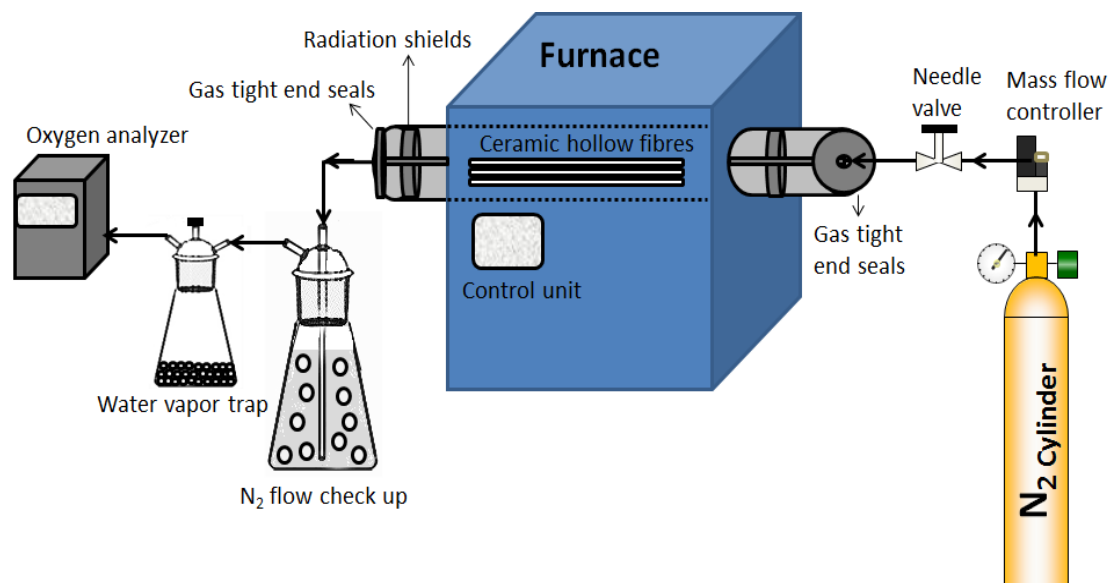 Radiation shields
Furnace
Gas tight end seals
Needle
valve
Mass flow
controller
Oxygen analyzer
Ceramic hollow fibres
Gas tight
end seals
Control unit
Water vapor trap
N₂ flow check up
N₂ Cylinder